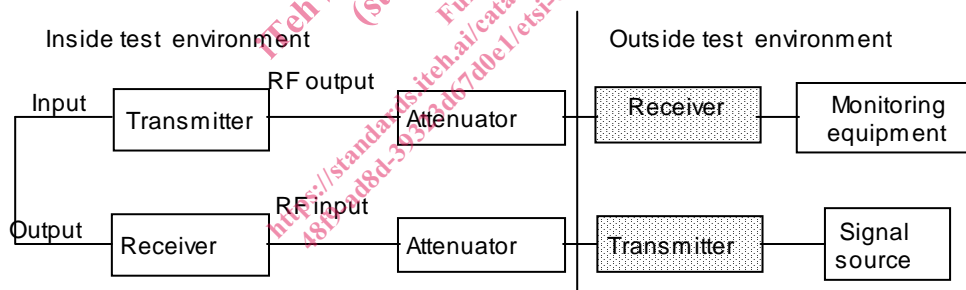 Inside test environment
Outside test environment
RF output
Input
Transmitter
Attenuator
Receiver
Monitoring
equipment
RF input
Output
Receiver
Attenuator
Transmitter
Signal
source